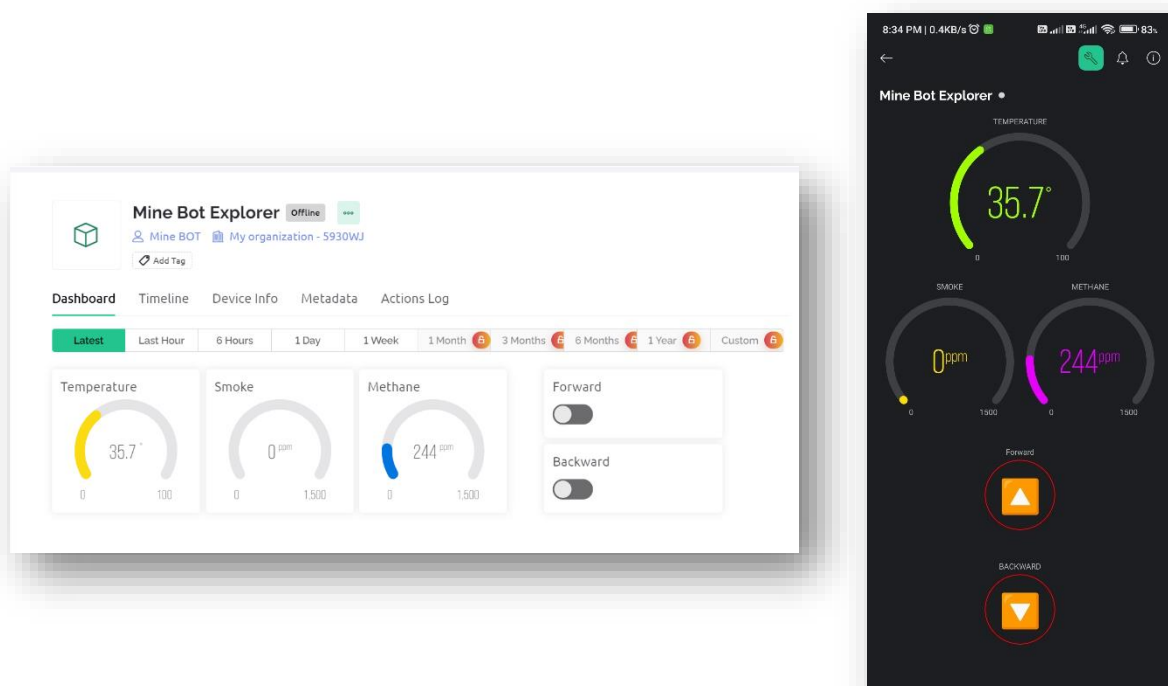 Mine Bot Explorer Offline
Mine BOT My organization - 5930WJ
Add Tag
Dashboard Timeline Device Info Metadata Actions Log
Latest Last Hour 6 Hours 1 Day 1 Week 1 Month 3 Months 6 Months 1 Year Custom
Temperature
35.7°
0 100
Smoke
0 ppm
0 1,500
Methane
244 ppm
0 1,500
Forward
Backward
8:34 PM | 0.4KB/s 83%
Mine Bot Explorer
TEMPERATURE
35.7°
0 100
SMOKE METHANE
0ppm 244ppm
0 1500 0 1500
Forward
BACKWARD